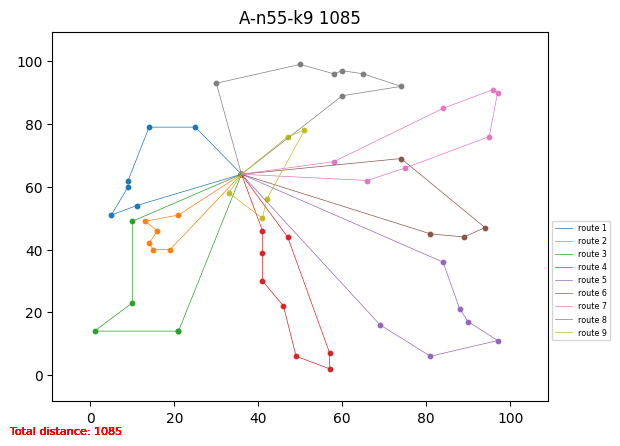 A-n55-k9 1085
100
80
60
40
20
0
0 20 40 60 80 100
route 1
route 2
route 3
route 4
route 5
route 6
route 7
route 8
route 9
Total distance: 1085